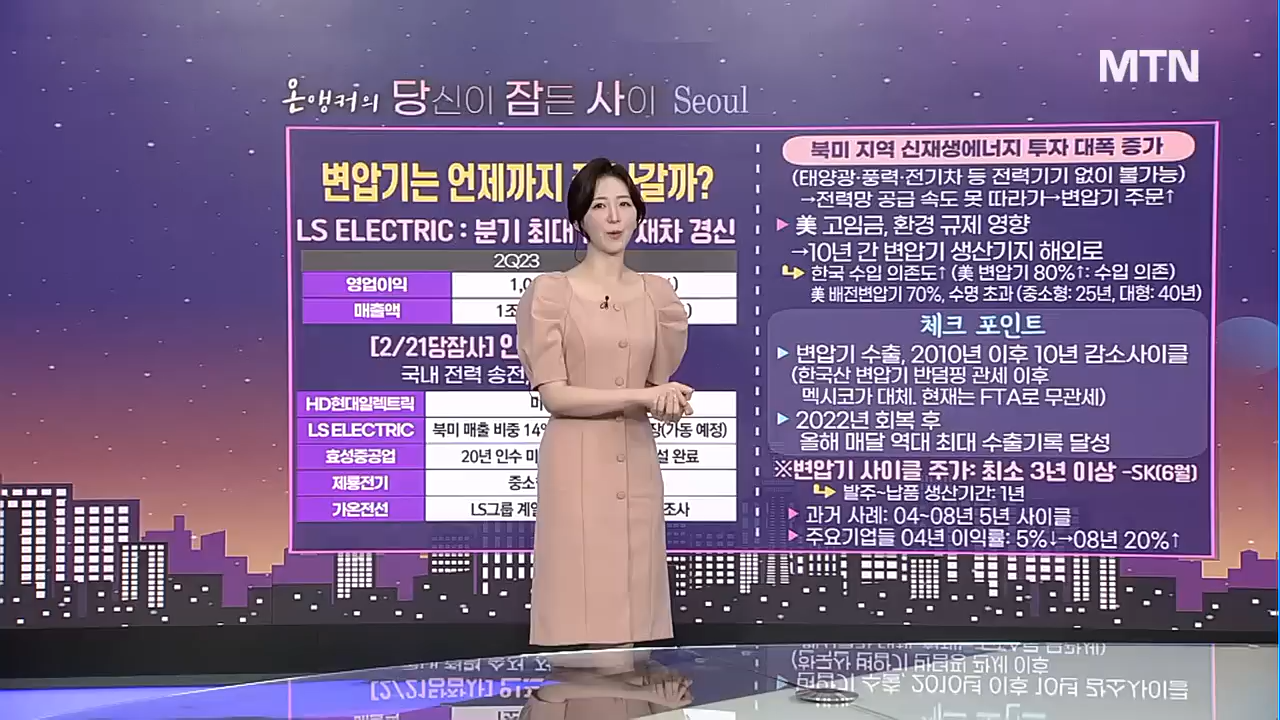 MTN
온앵커의 당신이 잠든 사이 Seoul
변압기는 언제까지 갈까?
LS ELECTRIC : 분기 최대 재차 경신
2Q23
영업이익 1,0
매출액 1조
[2/21당잠사]
국내 전력 송전,
HD현대일렉트릭
LS ELECTRIC 북미 매출 비중 14% (가동 예정)
효성중공업 20년 인수 완료
제룡전기
가온전선 LS그룹 조사
북미 지역 신재생에너지 투자 대폭 증가
(태양광·풍력·전기차 등 전력기기 없이 불가능)
→전력망 공급 속도 못 따라가→변압기 주문↑
▶ 美 고임금, 환경 규제 영향
→10년 간 변압기 생산기지 해외로
↳ 한국 수입 의존도↑ (美 변압기 80%↑: 수입 의존)
美 배전변압기 70%, 수명 초과 (중소형: 25년, 대형: 40년)
체크 포인트
▶ 변압기 수출, 2010년 이후 10년 감소사이클
(한국산 변압기 반덤핑 관세 이후
멕시코가 대체. 현재는 FTA로 무관세)
▶ 2022년 회복 후
올해 매달 역대 최대 수출기록 달성
※변압기 사이클 주가: 최소 3년 이상 -SK(6월)
↳ 발주~납품 생산기간: 1년
▶ 과거 사례: 04~08년 5년 사이클
▶ 주요기업들 04년 이익률: 5%↓→08년 20%↑